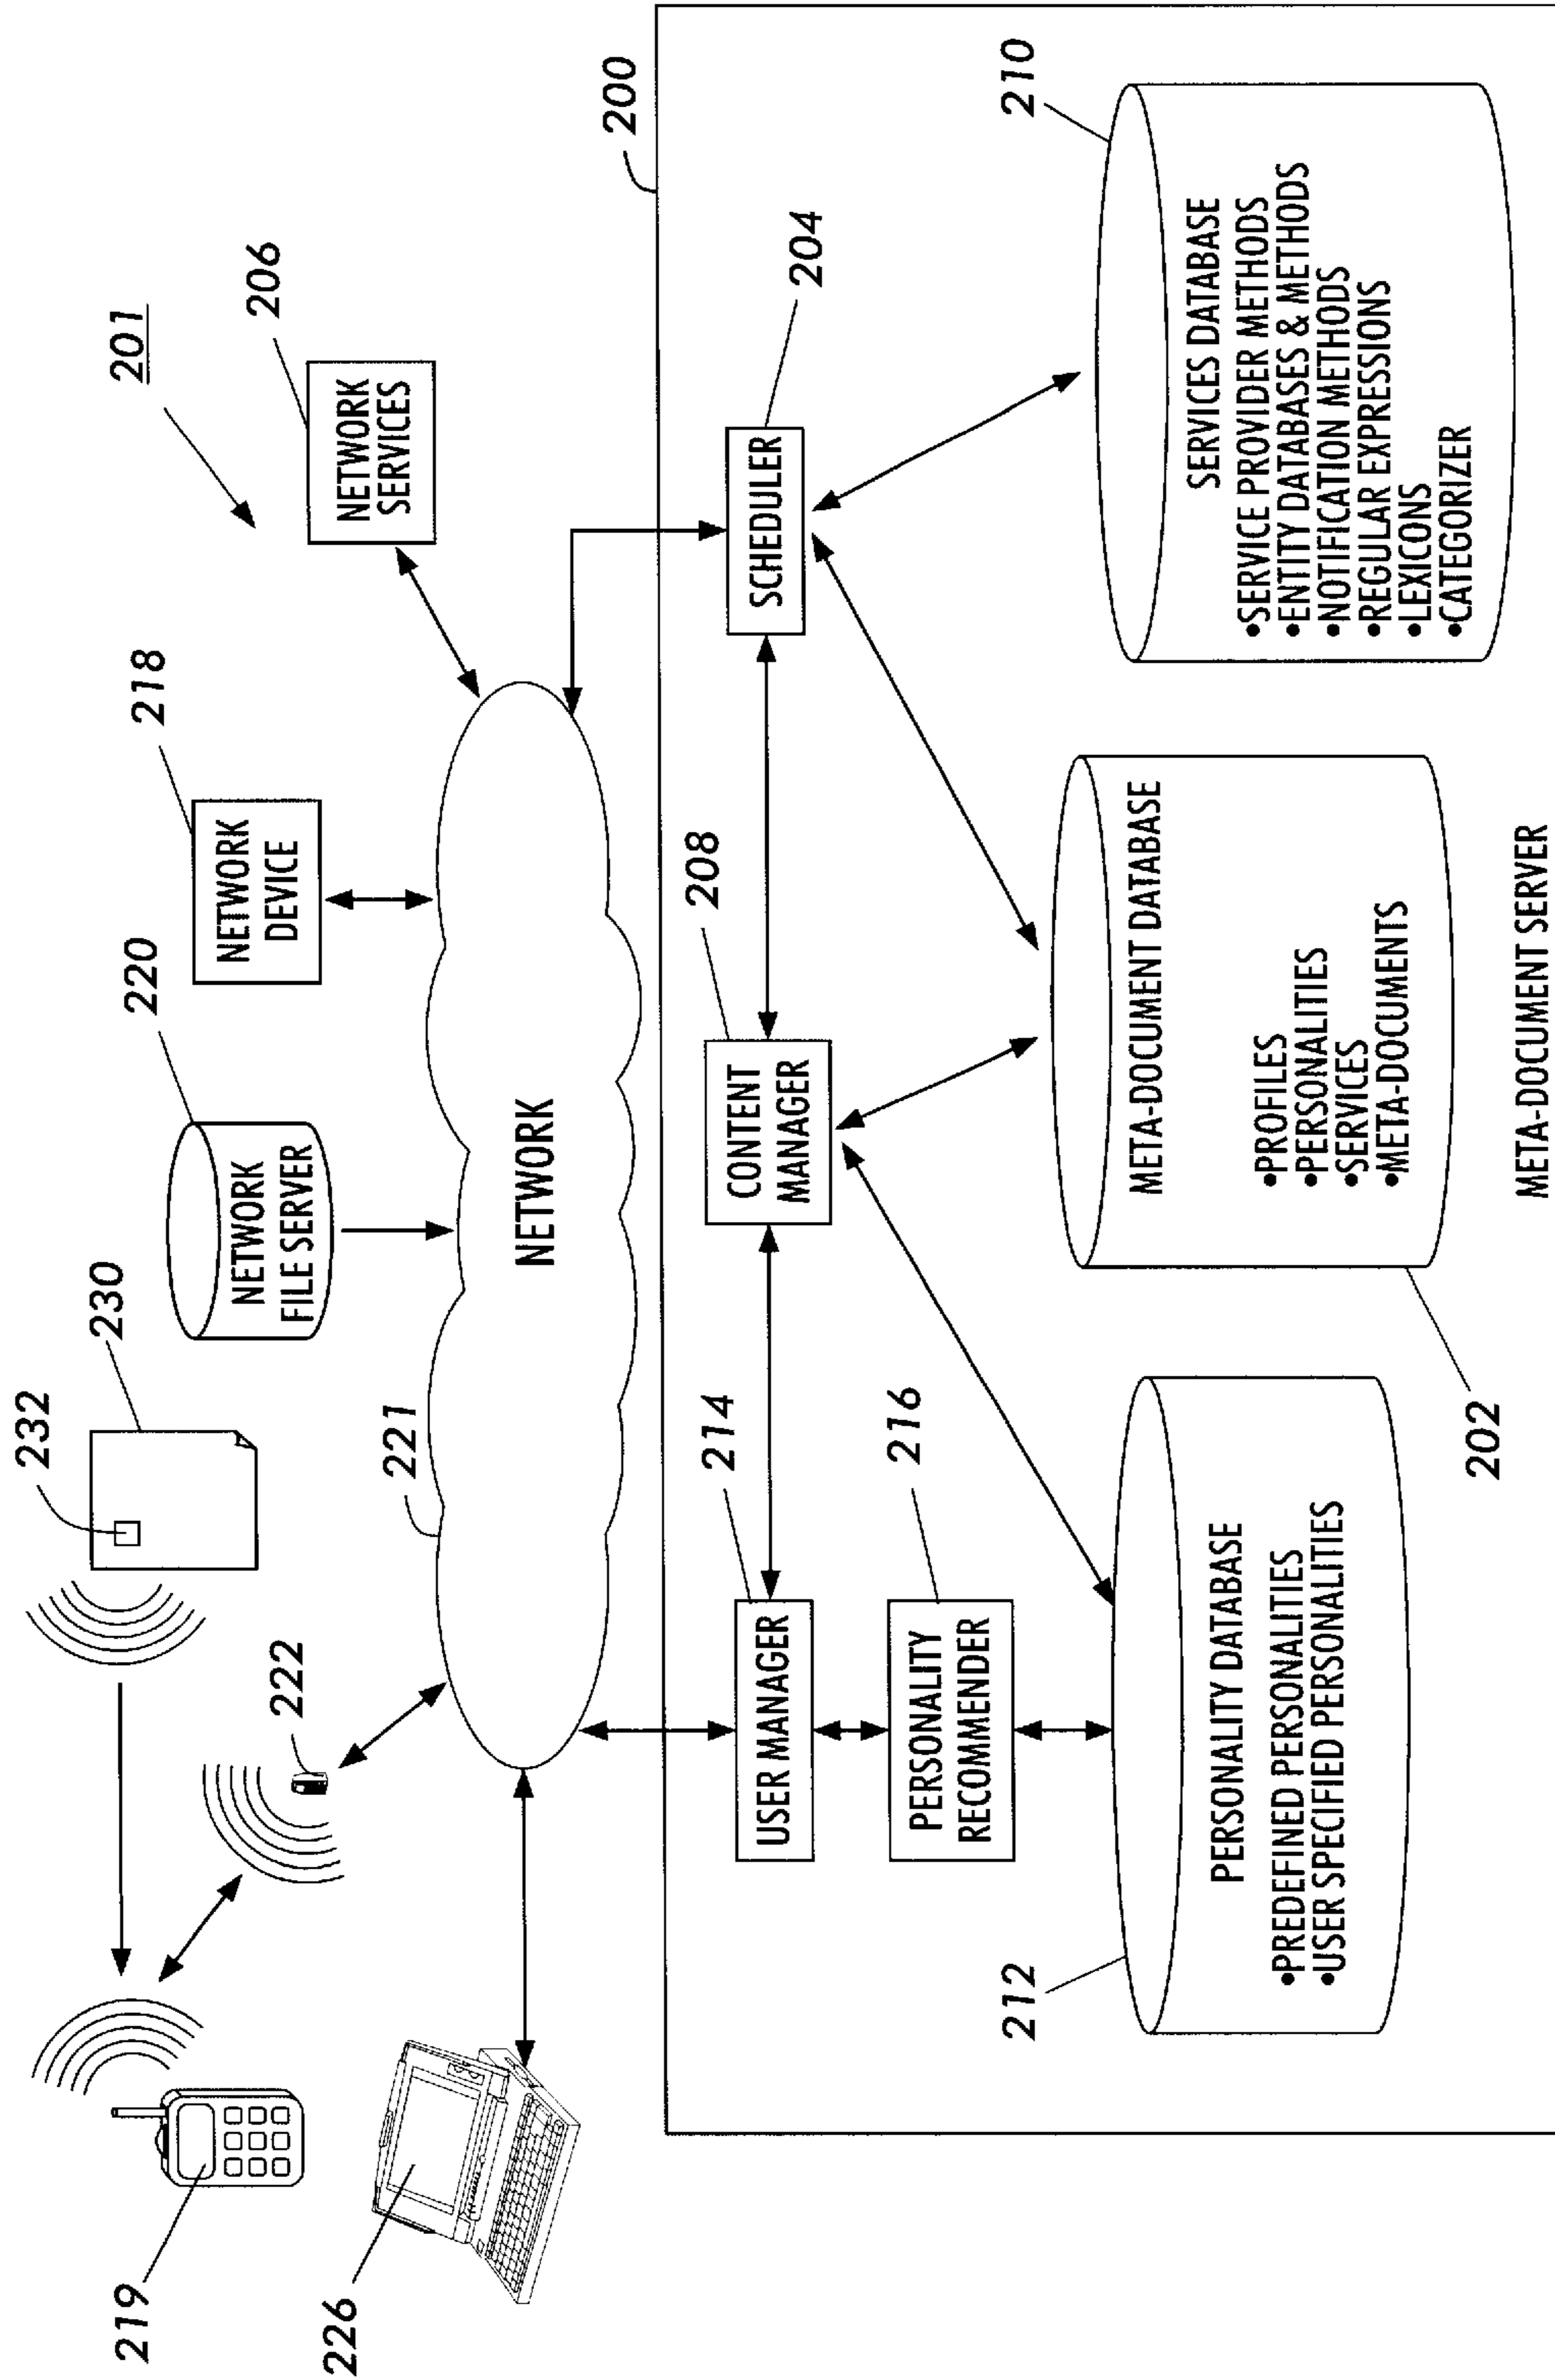 201
232
230
220
NETWORK
FILE SERVER
218
NETWORK
DEVICE
206
NETWORK
SERVICES
219
222
226
221
NETWORK
200
214
USER MANAGER
208
CONTENT
MANAGER
204
SCHEDULER
216
PERSONALITY
RECOMMENDER
212
PERSONALITY DATABASE
•PREDEFINED PERSONALITIES
•USER SPECIFIED PERSONALITIES
META-DOCUMENT DATABASE
•PROFILES
•PERSONALITIES
•SERVICES
•META-DOCUMENTS
202
210
SERVICES DATABASE
•SERVICE PROVIDER METHODS
•ENTITY DATABASES & METHODS
•NOTIFICATION METHODS
•REGULAR EXPRESSIONS
•LEXICONS
•CATEGORIZER
META-DOCUMENT SERVER